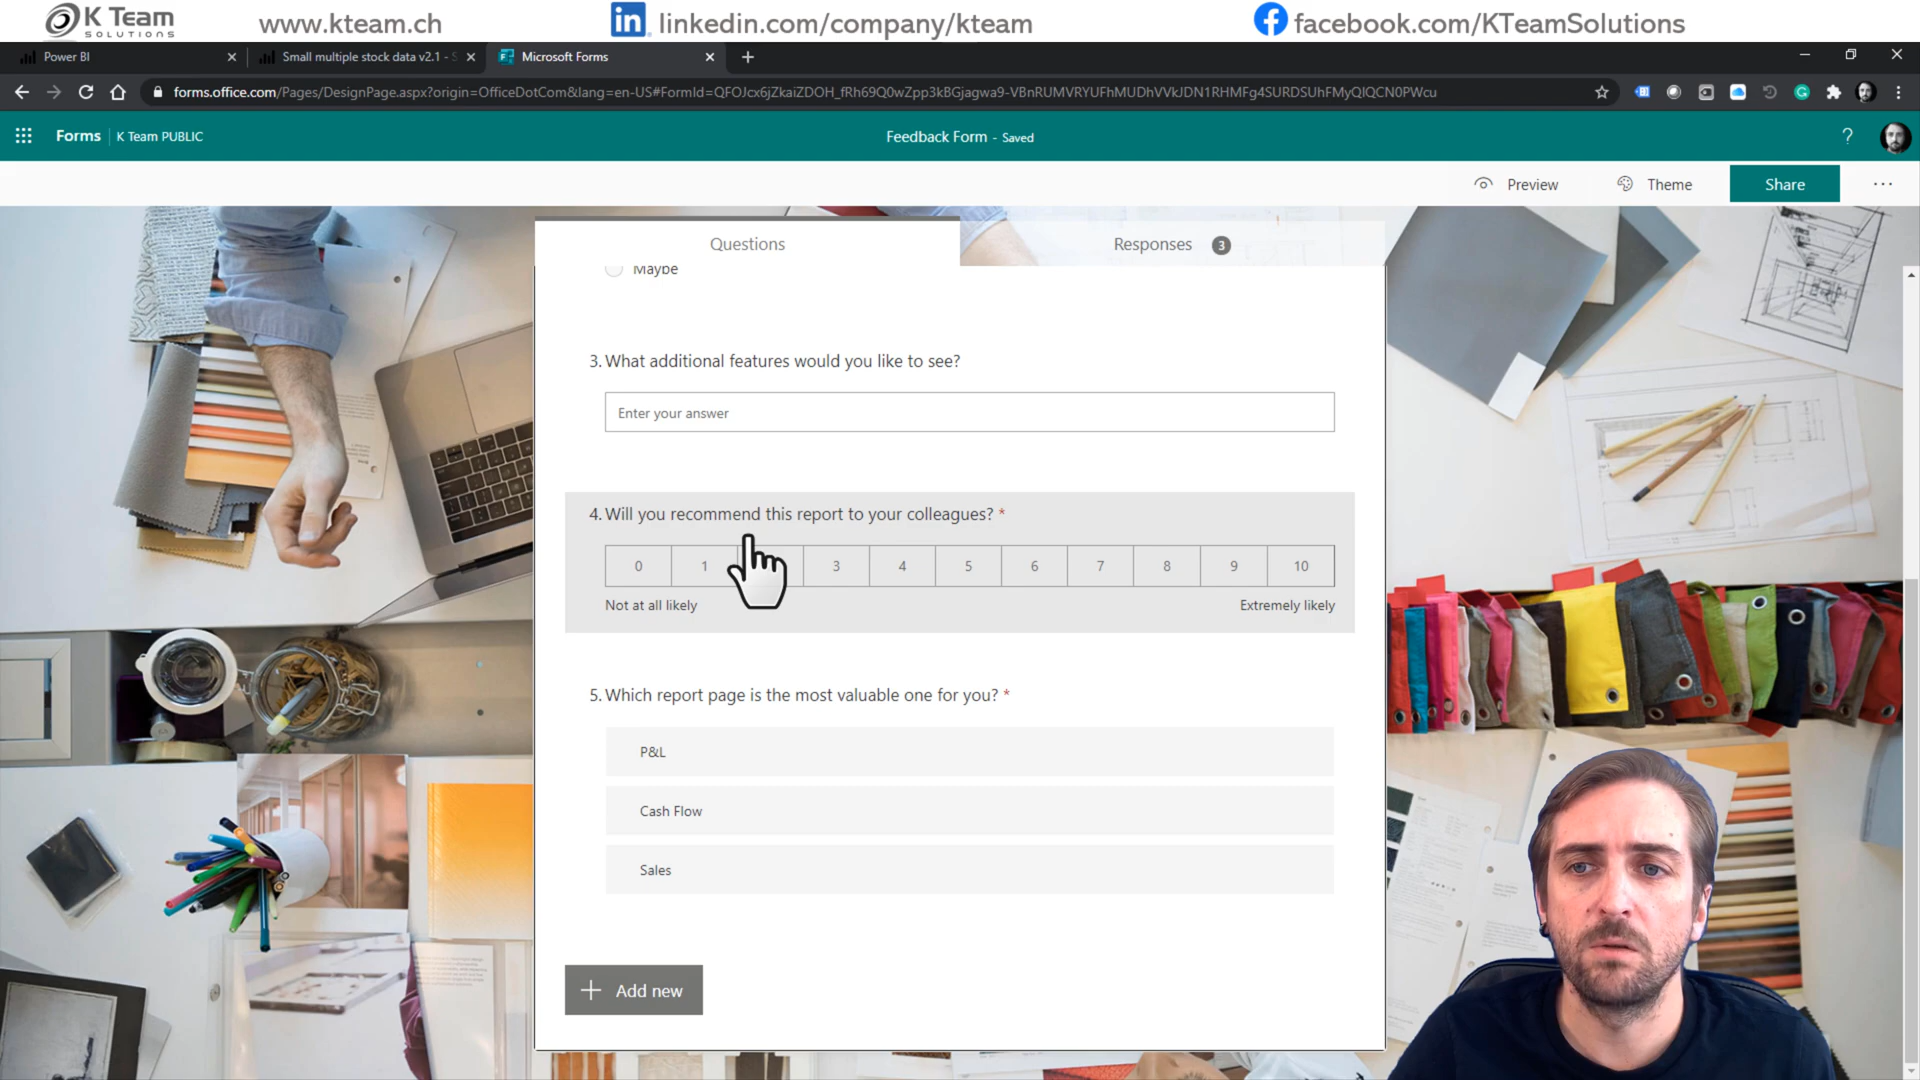 K Team
SOLUTIONS
www.kteam.ch
in linkedin.com/company/kteam
facebook.com/KTeamSolutions
Power BI
Small multiple stock data v2.1 - S
Microsoft Forms
forms.office.com/Pages/DesignPage.aspx?origin=OfficeDotCom&lang=en-US#FormId=QFOJcx6jZkaiZDOH_fRh69Q0wZpp3kBGjagwa9-VBnRUMVRYUFhMUDhVVkJDN1RHMFg4SURDSUhFMyQlQCN0PWcu
Forms
K Team PUBLIC
Feedback Form - Saved
?
Preview
Theme
Share
Questions
Responses 3
Maybe
3. What additional features would you like to see?
Enter your answer
4. Will you recommend this report to your colleagues? *
0 1 3 4 5 6 7 8 9 10
Not at all likely
Extremely likely
5. Which report page is the most valuable one for you? *
P&L
Cash Flow
Sales
+ Add new